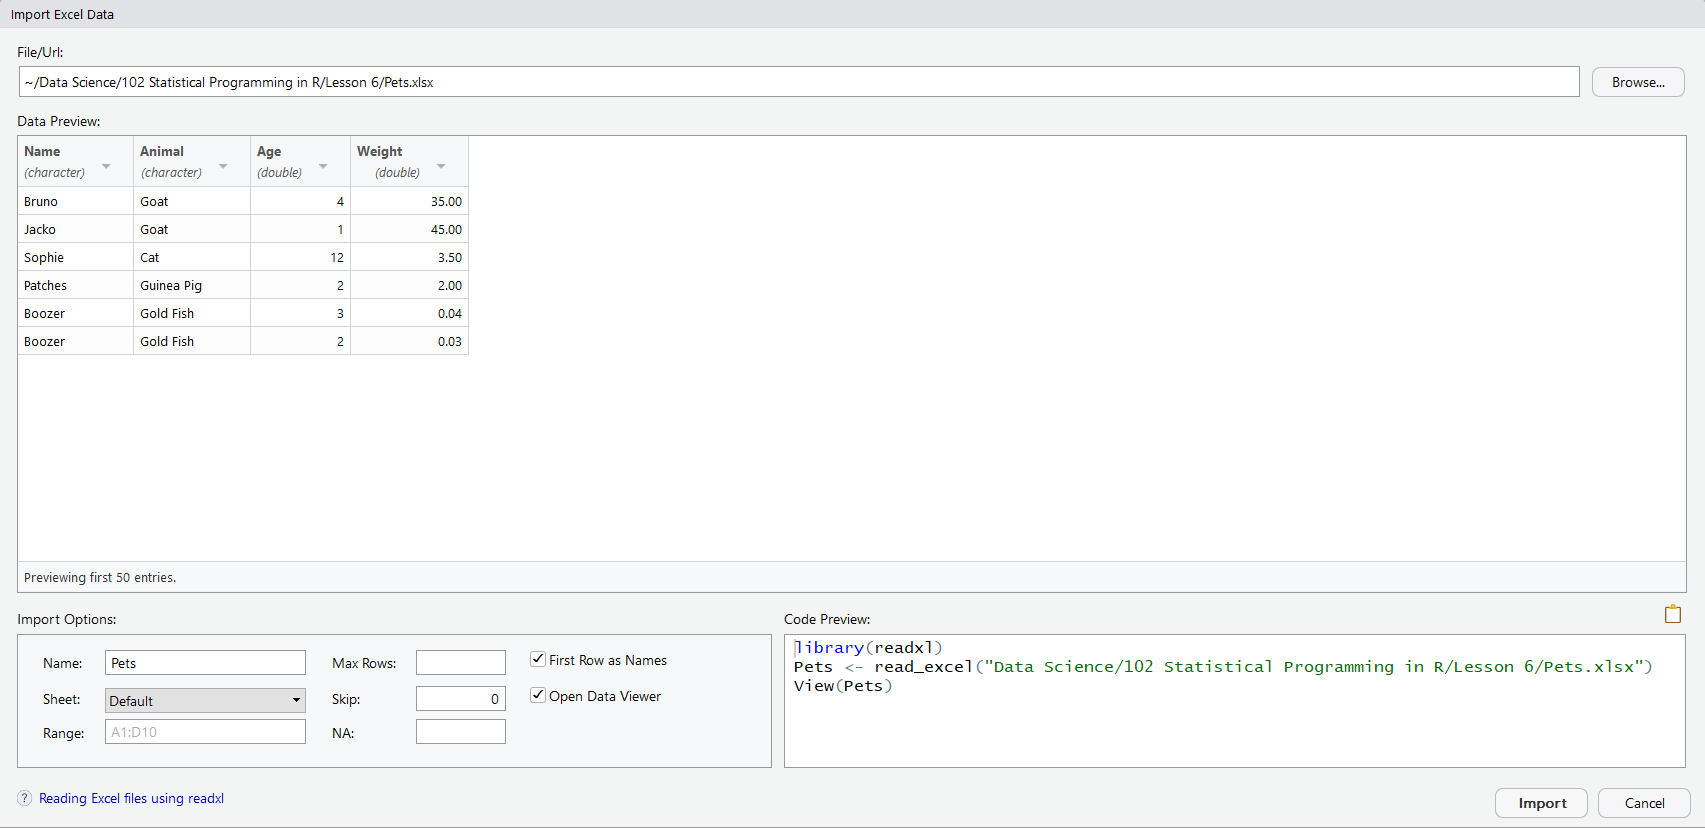 Import Excel Data
File/Url:
~/Data Science/102 Statistical Programming in R/Lesson 6/Pets.xlsx
Browse...
Data Preview:
Name Animal Age Weight
(character) (character) (double) (double)
Bruno Goat 4 35.00
Jacko Goat 1 45.00
Sophie Cat 12 3.50
Patches Guinea Pig 2 2.00
Boozer Gold Fish 3 0.04
Boozer Gold Fish 2 0.03
Previewing first 50 entries.
Import Options:
Name: Pets Max Rows: First Row as Names
Sheet: Default Skip: 0 Open Data Viewer
Range: A1:D10 NA:
Code Preview:
library(readxl)
Pets <- read_excel("Data Science/102 Statistical Programming in R/Lesson 6/Pets.xlsx")
View(Pets)
? Reading Excel files using readxl
Import Cancel